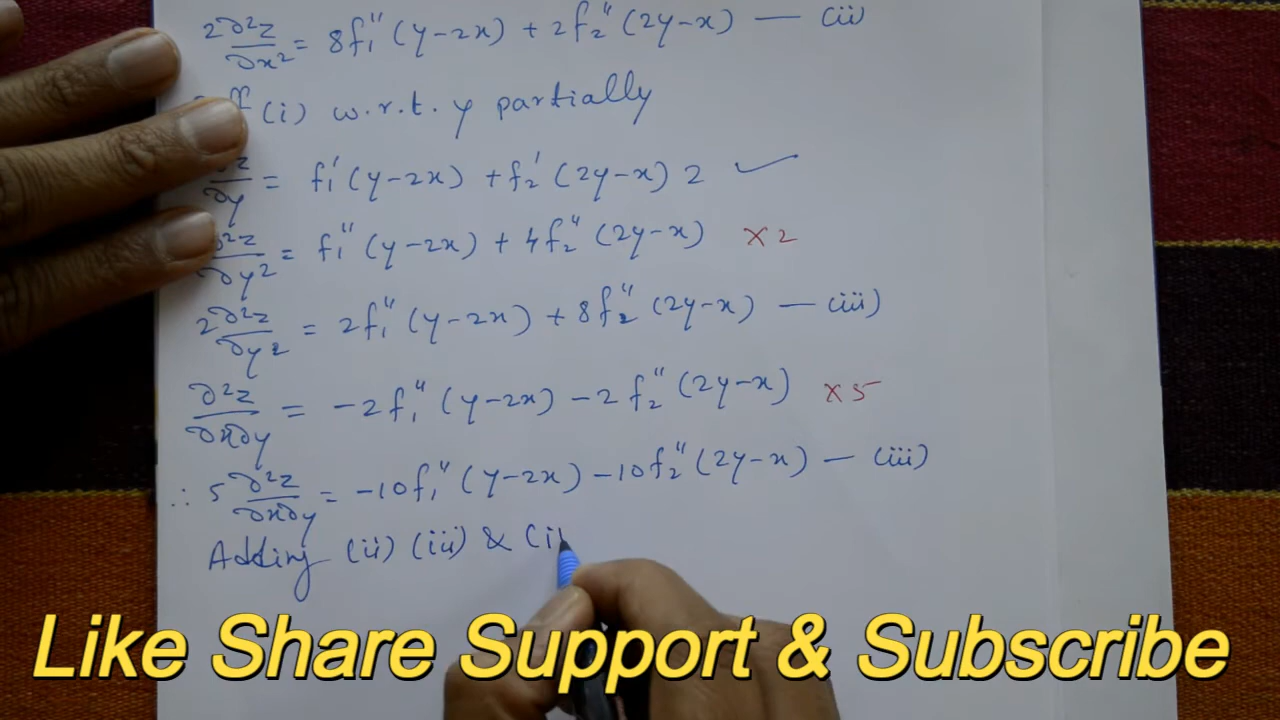 2∂²z/∂x² = 8f₁"(y-2x) + 2f₂"(2y-x) — (ii)
(i) w.r.t. y partially
∂z/∂y = f₁'(y-2x) + f₂'(2y-x) 2 ✓
∂²z/∂y² = f₁"(y-2x) + 4f₂"(2y-x) ×2
2∂²z/∂y² = 2f₁"(y-2x) + 8f₂"(2y-x) — (iii)
∂²z/∂x∂y = -2f₁"(y-2x) - 2f₂"(2y-x) ×5
∴ 5 ∂²z/∂x∂y = -10f₁"(y-2x) - 10f₂"(2y-x) — (iii)
Adding (ii) (iii) & (i
Like Share Support & Subscribe